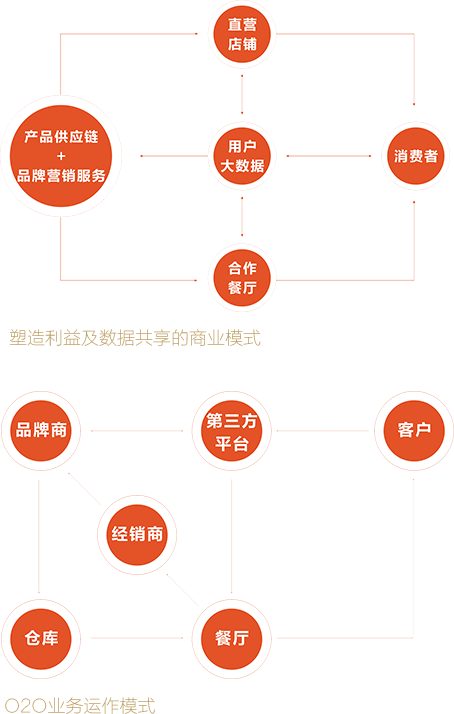 直营
店铺
产品供应链
+
品牌营销服务
用户
大数据
消费者
合作
餐厅
塑造利益及数据共享的商业模式
品牌商
第三方
平台
客户
经销商
仓库
餐厅
O2O业务运作模式